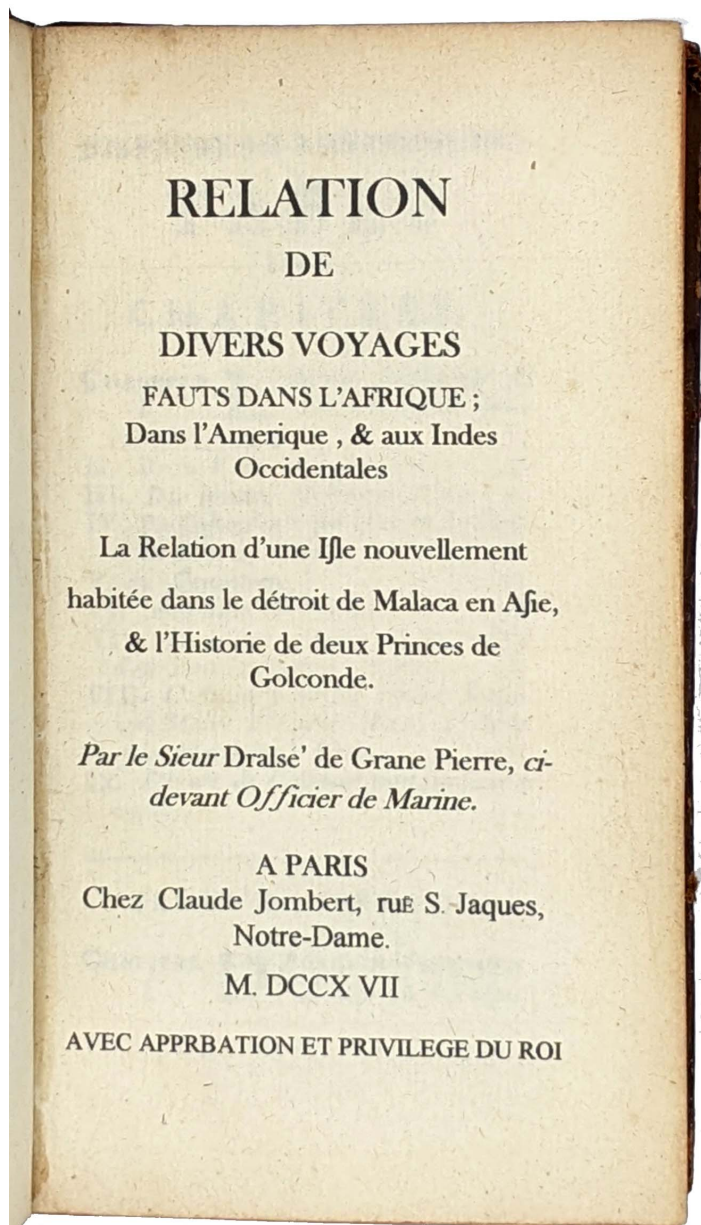 RELATION
DE
DIVERS VOYAGES
FAUTS DANS L'AFRIQUE ;
Dans l'Amerique , & aux Indes
Occidentales
La Relation d'une Iſle nouvellement
habitée dans le détroit de Malaca en Aſie,
& l'Historie de deux Princes de
Golconde.
Par le Sieur Dralse' de Grane Pierre, ci-
devant Officier de Marine.
A PARIS
Chez Claude Jombert, ruE S. Jaques,
Notre-Dame.
M. DCCX VII
AVEC APPRBATION ET PRIVILEGE DU ROI